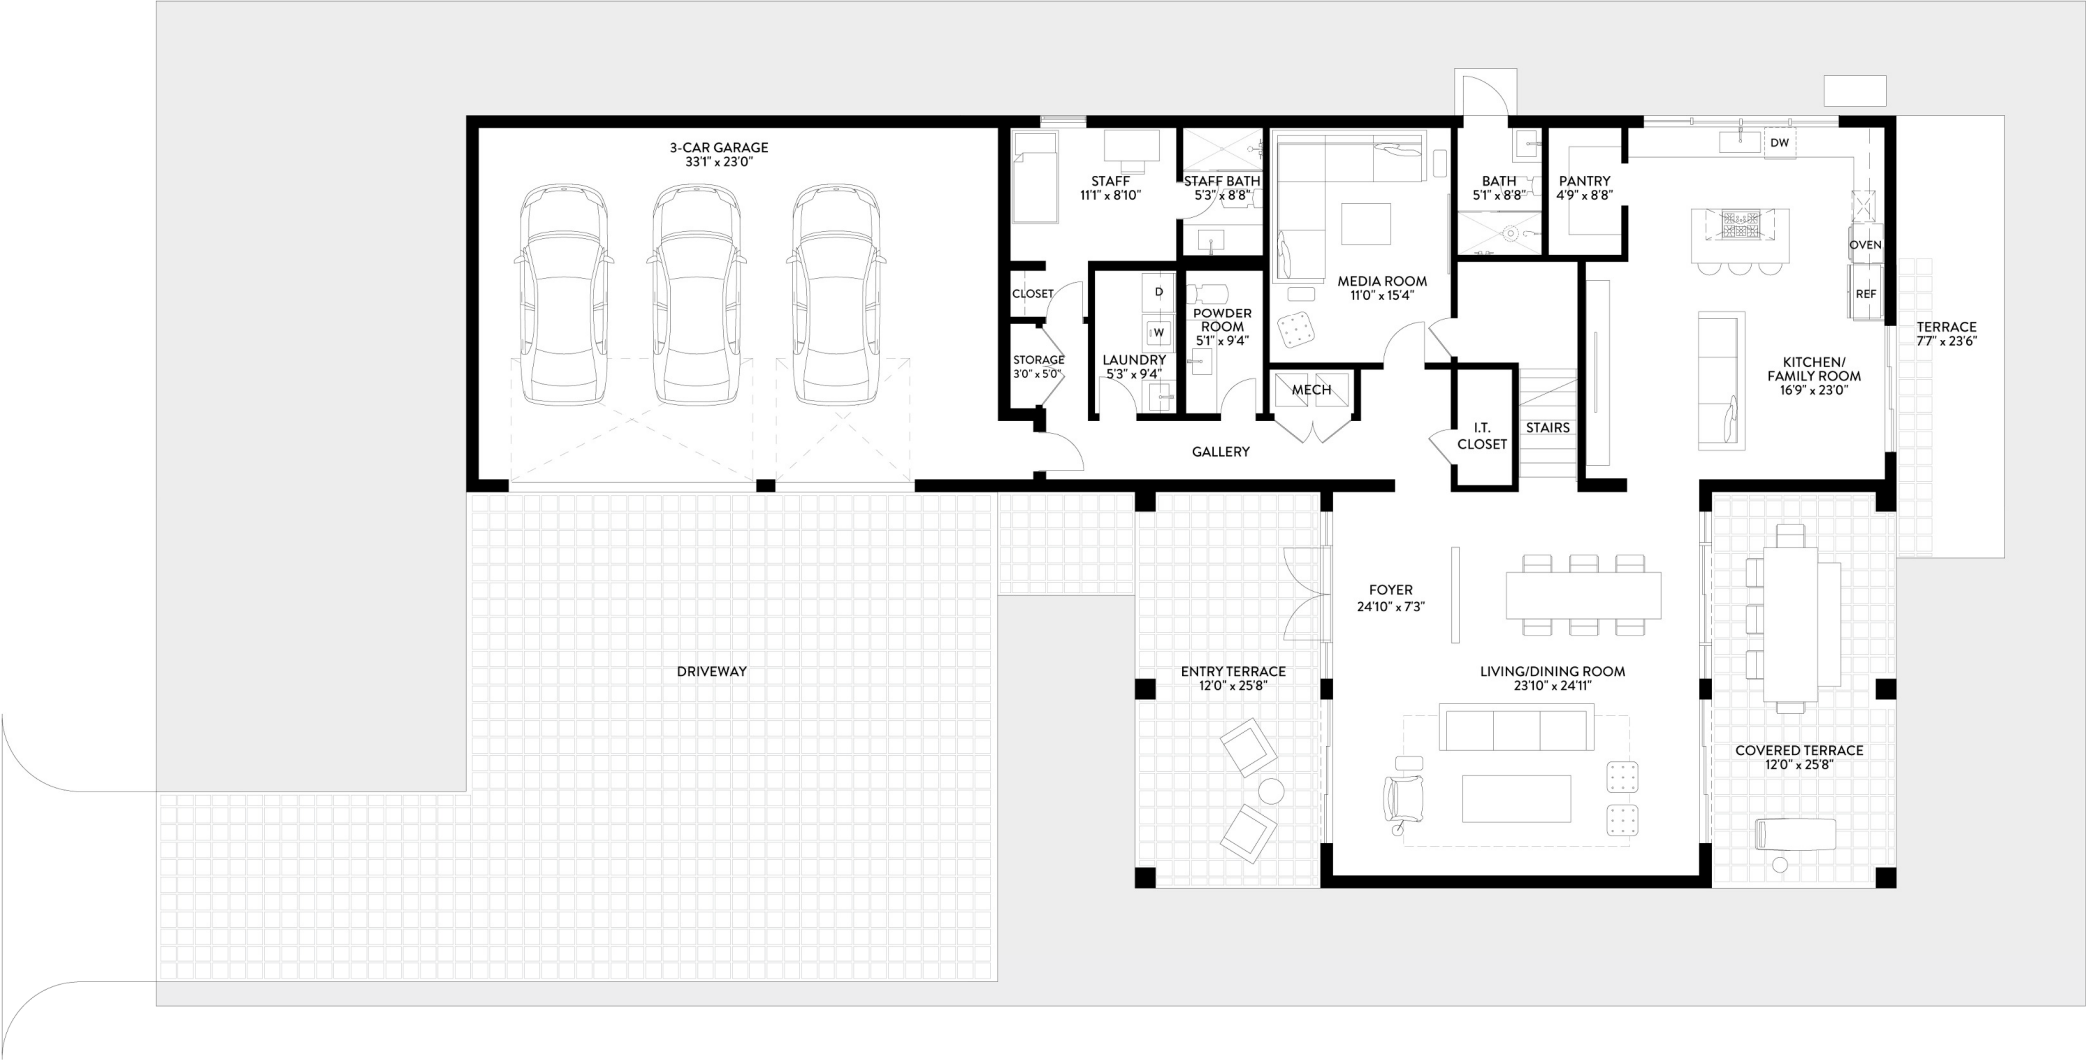 3-CAR GARAGE
33'1" x 23'0"
STAFF
11'1" x 8'10"
STAFF BATH
5'3" x 8'8"
BATH
5'1" x 8'8"
PANTRY
4'9" x 8'8"
DW
OVEN
REF
CLOSET
D
W
MEDIA ROOM
11'0" x 15'4"
POWDER
ROOM
5'1" x 9'4"
STORAGE
3'0" x 5'0"
LAUNDRY
5'3" x 9'4"
TERRACE
7'7" x 23'6"
KITCHEN/
FAMILY ROOM
16'9" x 23'0"
MECH
I.T.
CLOSET
STAIRS
GALLERY
FOYER
24'10" x 7'3"
DRIVEWAY
ENTRY TERRACE
12'0" x 25'8"
LIVING/DINING ROOM
23'10" x 24'11"
COVERED TERRACE
12'0" x 25'8"